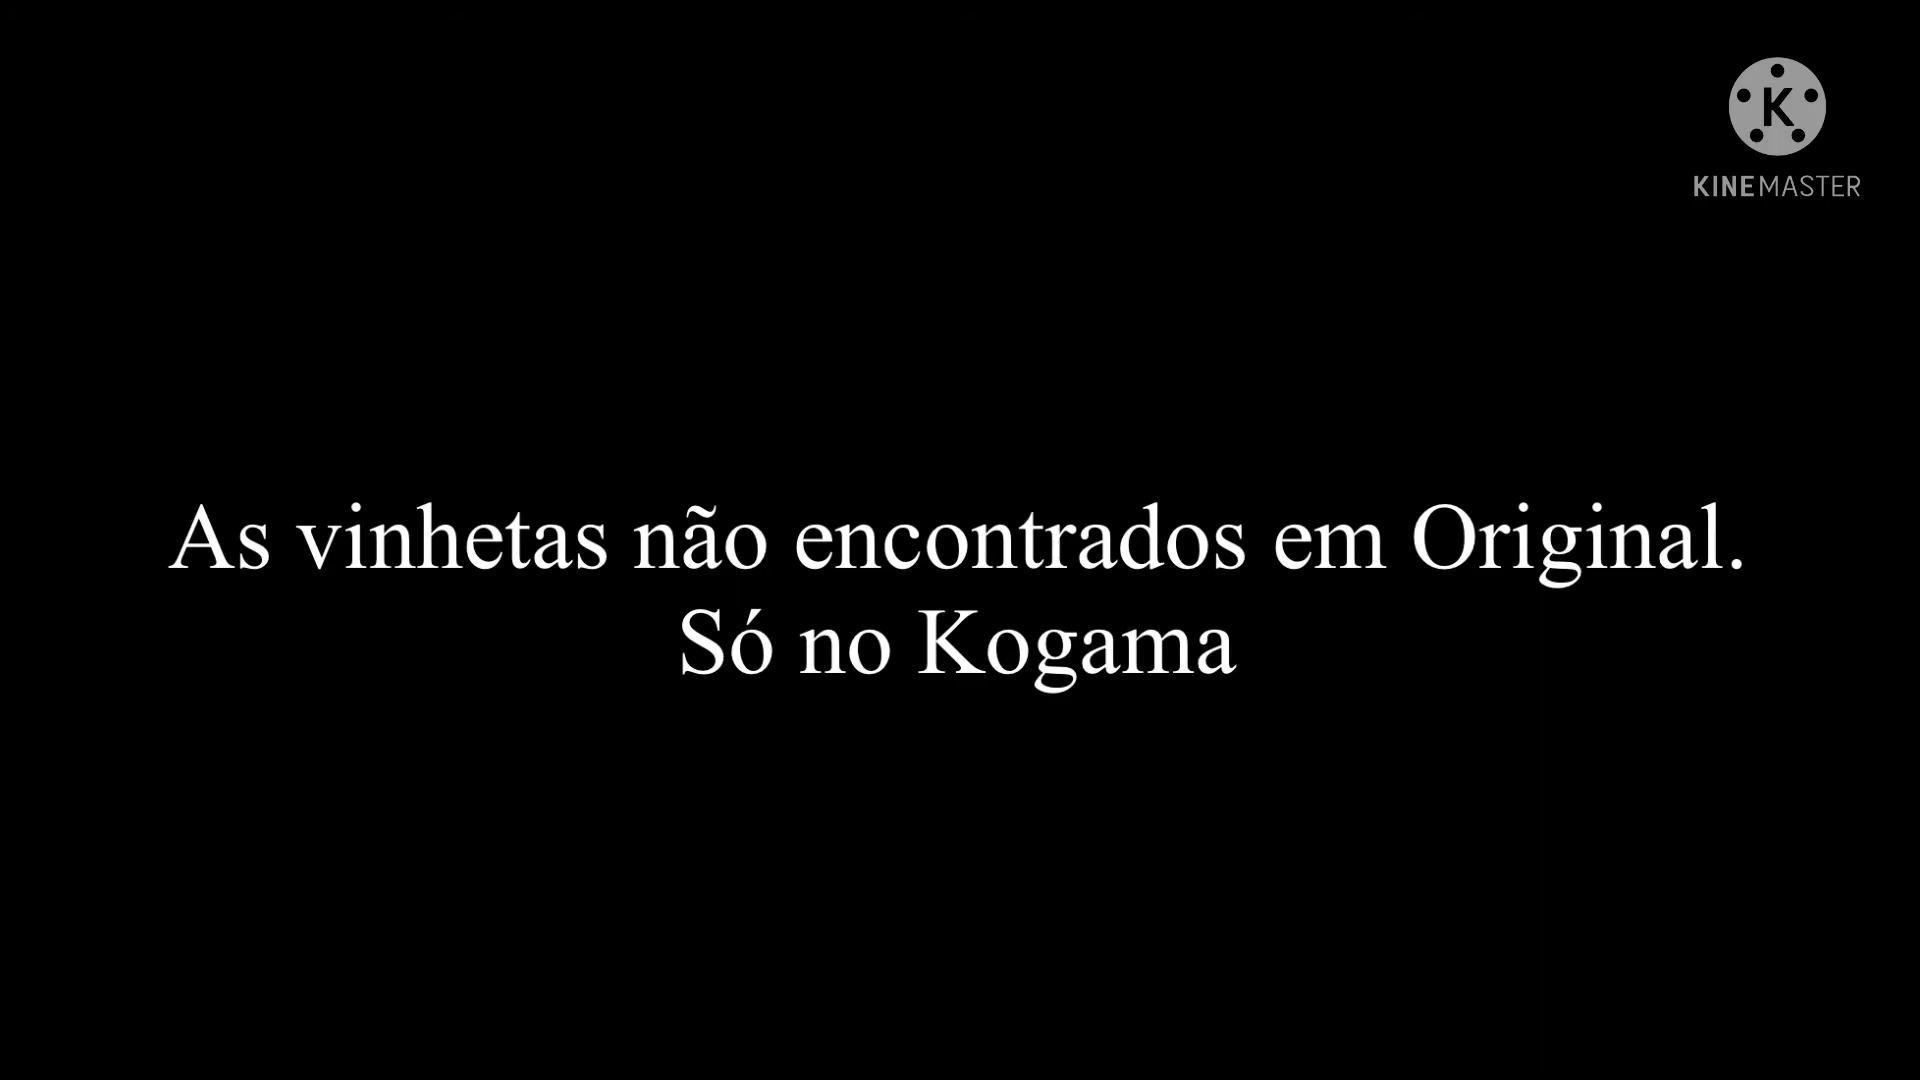 K
KINEMASTER
As vinhetas não encontrados em Original.
Só no Kogama